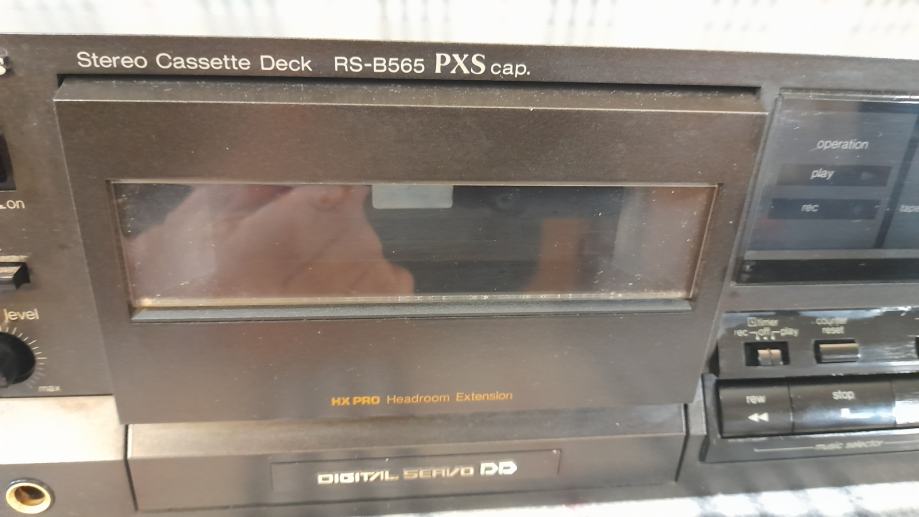 Stereo Cassette Deck RS-B565 PXS cap.
operation
play
rec
on
level
max
timer
rec off play
counter
reset
rew
stop
music selector
HX PRO Headroom Extension
DIGITAL SERVO DD